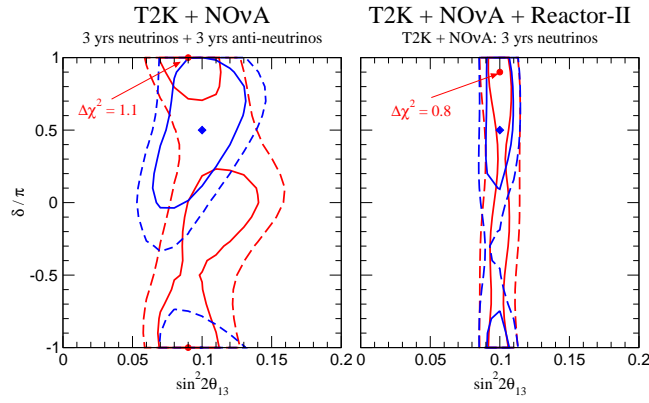 T2K + NOνA
3 yrs neutrinos + 3 yrs anti-neutrinos
T2K + NOνA + Reactor-II
T2K + NOνA: 3 yrs neutrinos
1
0.5
0
-0.5
-1
δ / π
Δχ² = 1.1
Δχ² = 0.8
0 0.05 0.1 0.15 0.2
sin²2θ₁₃
0 0.05 0.1 0.15 0.2
sin²2θ₁₃